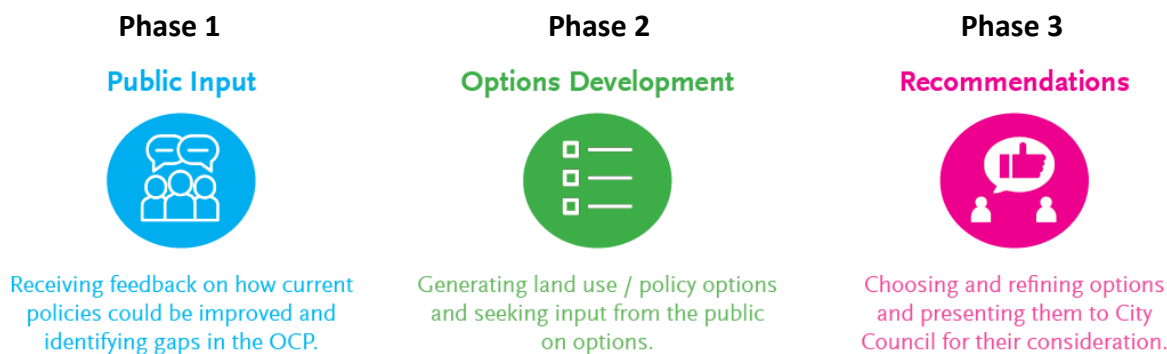 Phase 1
Public Input
Receiving feedback on how current
policies could be improved and
identifying gaps in the OCP.
Phase 2
Options Development
Generating land use / policy options
and seeking input from the public
on options.
Phase 3
Recommendations
Choosing and refining options
and presenting them to City
Council for their consideration.